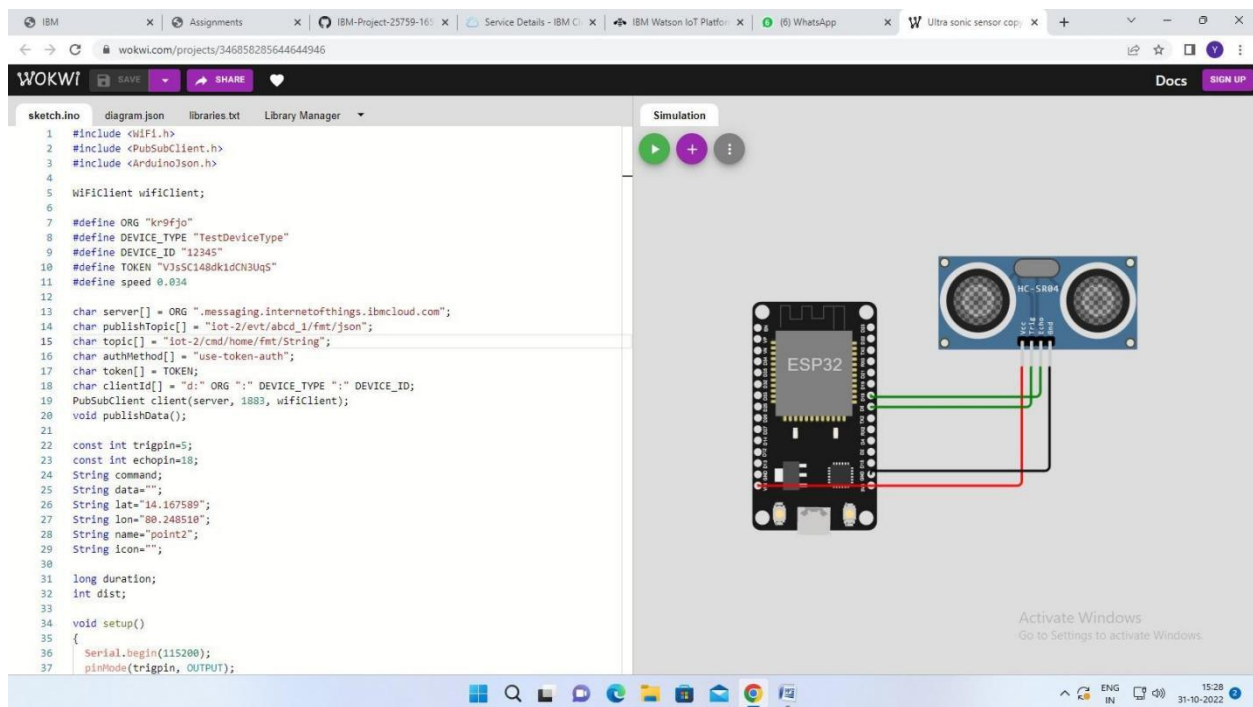 IBM
Assignments
IBM-Project-25759-165
Service Details - IBM Cl
IBM Watson IoT Platfor
(6) WhatsApp
Ultra sonic sensor copy
wokwi.com/projects/346858285644644946
Y
WOKWi
SAVE
SHARE
Docs
SIGN UP
sketch.ino diagram.json libraries.txt Library Manager
Simulation
1 #include <WiFi.h>
2 #include <PubSubClient.h>
3 #include <ArduinoJson.h>
4
5 WiFiClient wifiClient;
6
7 #define ORG "kr9fjo"
8 #define DEVICE_TYPE "TestDeviceType"
9 #define DEVICE_ID "12345"
10 #define TOKEN "VJsSC148dk1dCN3UqS"
11 #define speed 0.034
12
13 char server[] = ORG ".messaging.internetofthings.ibmcloud.com";
14 char publishTopic[] = "iot-2/evt/abcd_1/fmt/json";
15 char topic[] = "iot-2/cmd/home/fmt/String";
16 char authMethod[] = "use-token-auth";
17 char token[] = TOKEN;
18 char clientId[] = "d:" ORG ":" DEVICE_TYPE ":" DEVICE_ID;
19 PubSubClient client(server, 1883, wifiClient);
20 void publishData();
21
22 const int trigpin=5;
23 const int echopin=18;
24 String command;
25 String data="";
26 String lat="14.167589";
27 String lon="80.248510";
28 String name="point2";
29 String icon="";
30
31 long duration;
32 int dist;
33
34 void setup()
35 {
36 Serial.begin(115200);
37 pinMode(trigpin, OUTPUT);
HC-SR04
Vcc
Trig
Echo
Gnd
ESP32
Activate Windows
Go to Settings to activate Windows.
ENG
IN
15:28
31-10-2022
2